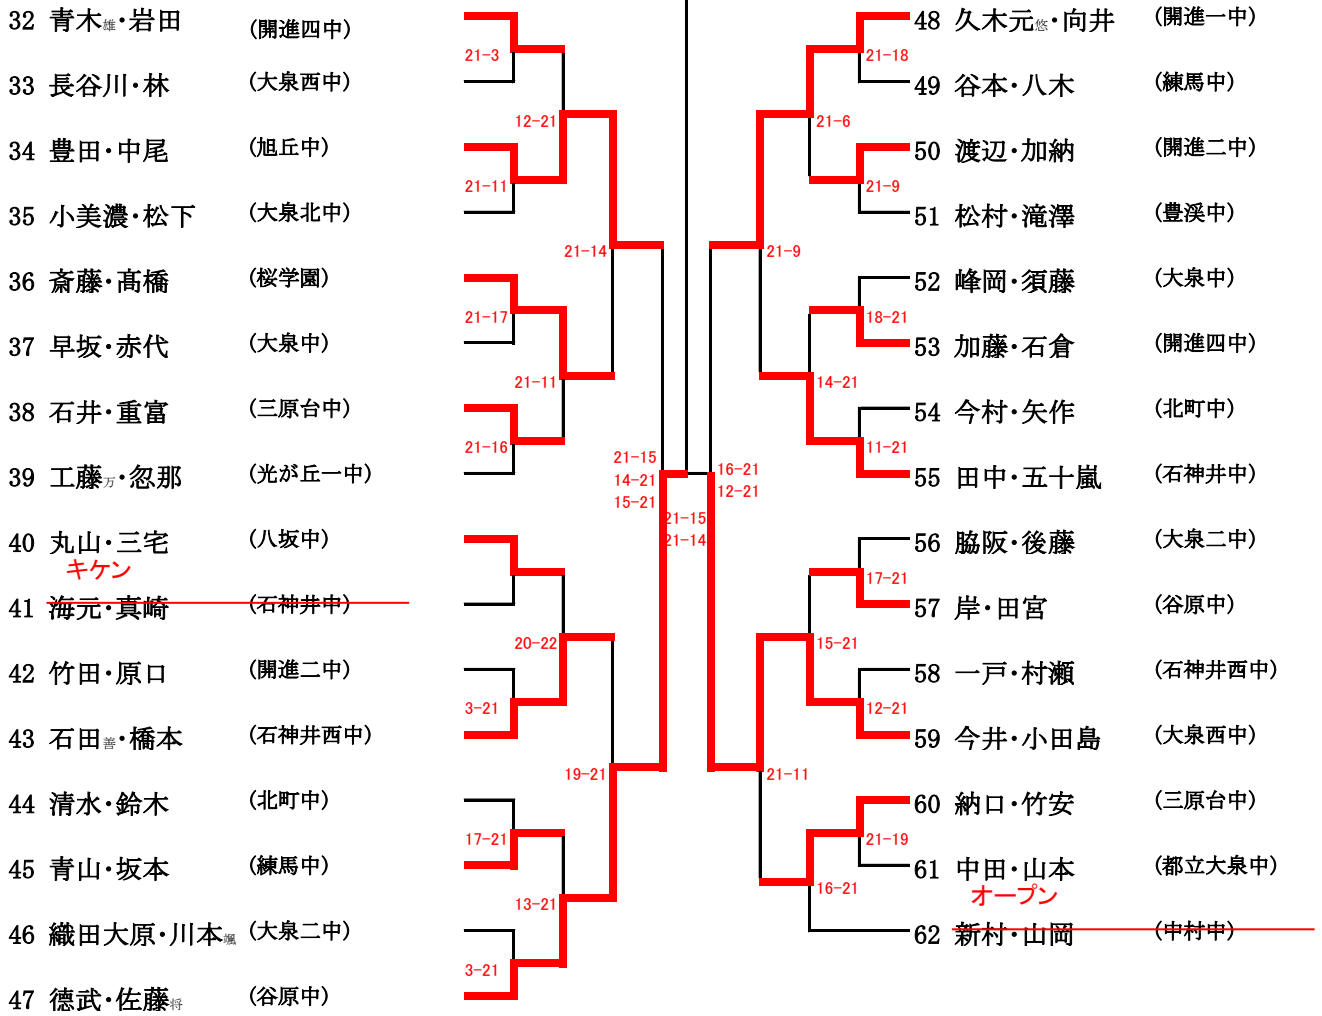 32 青木雄・岩田 (開進四中)
21-3
33 長谷川・林 (大泉西中)
12-21
34 豊田・中尾 (旭丘中)
21-11
35 小美濃・松下 (大泉北中)
21-14
36 斎藤・髙橋 (桜学園)
21-17
37 早坂・赤代 (大泉中)
21-11
38 石井・重富 (三原台中)
21-16
39 工藤万・忽那 (光が丘一中)
21-15
14-21
15-21
40 丸山・三宅 (八坂中)
キケン
41 海元・真崎 (石神井中)
20-22
42 竹田・原口 (開進二中)
3-21
43 石田善・橋本 (石神井西中)
19-21
44 清水・鈴木 (北町中)
17-21
45 青山・坂本 (練馬中)
13-21
46 織田大原・川本颯 (大泉二中)
3-21
47 德武・佐藤将 (谷原中)
21-15
21-14
48 久木元悠・向井 (開進一中)
21-18
49 谷本・八木 (練馬中)
21-6
50 渡辺・加納 (開進二中)
21-9
51 松村・滝澤 (豊渓中)
21-9
52 峰岡・須藤 (大泉中)
18-21
53 加藤・石倉 (開進四中)
14-21
54 今村・矢作 (北町中)
11-21
55 田中・五十嵐 (石神井中)
16-21
12-21
56 脇阪・後藤 (大泉二中)
17-21
57 岸・田宮 (谷原中)
15-21
58 一戸・村瀬 (石神井西中)
12-21
59 今井・小田島 (大泉西中)
21-11
60 納口・竹安 (三原台中)
21-19
61 中田・山本 (都立大泉中)
16-21
オープン
62 新村・山岡 (中村中)